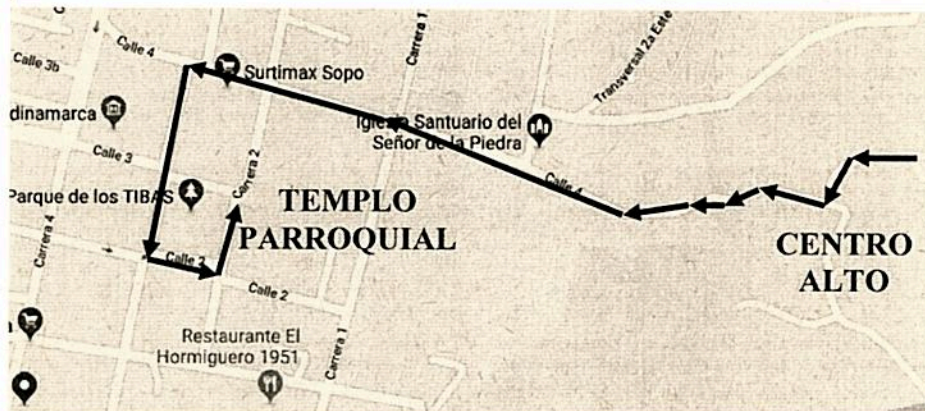 Calle 4
Calle 3b
Surtimax Sopo
Carrera 1
Transversal 2a Este
dinamarca
Iglesia Santuario del
Señor de la Piedra
Calle 3
Carrera 2
Calle 4
Parque de los TIBAS
TEMPLO
PARROQUIAL
CENTRO
ALTO
Carrera 4
Calle 2
Calle 2
Restaurante El
Hormiguero 1951
Carrera 1